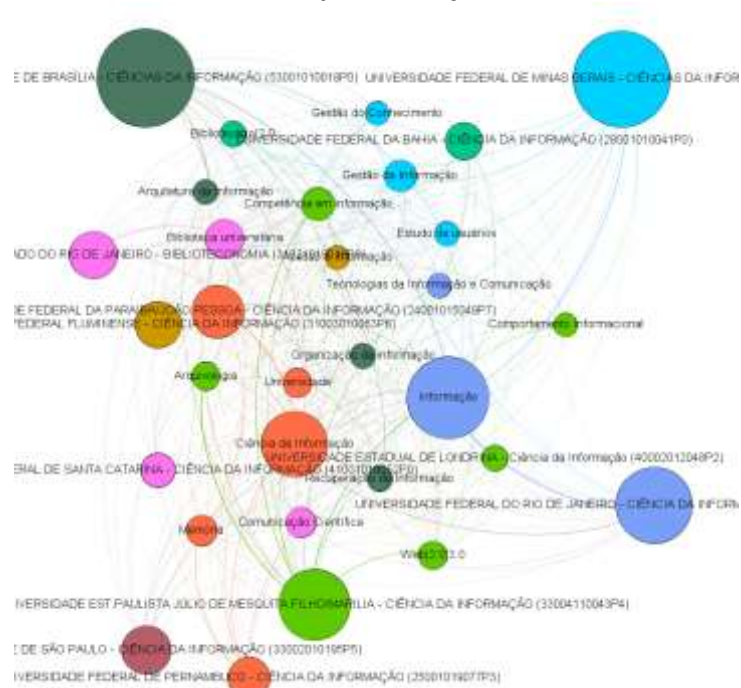 E DE BRASÍLIA - CIÊNCIAS DA INFORMAÇÃO (53001010018P0)
UNIVERSIDADE FEDERAL DE MINAS GERAIS - CIÊNCIAS DA INFOR
Gestão do Conhecimento
UNIVERSIDADE FEDERAL DA BAHIA - CIÊNCIA DA INFORMAÇÃO (28001010041P0)
Gestão da Informação
Arquitetura da Informação
Competência em informação
Biblioteca universitária
Estudo de usuários
ADO DO RIO DE JANEIRO - BIBLIOTECONOMIA
Tecnologias da Informação e Comunicação
E FEDERAL DA PARAÍBA/JOÃO PESSOA - CIÊNCIA DA INFORMAÇÃO (24001015049P7)
FEDERAL FLUMINENSE - CIÊNCIA DA INFORMAÇÃO (31003010063P6)
Comportamento Informacional
Organização da informação
Arquivologia
Universidade
Informação
Ciência da Informação
UNIVERSIDADE ESTADUAL DE LONDRINA - Ciência da Informação (40002012048P2)
ERAL DE SANTA CATARINA - CIÊNCIA DA INFORMAÇÃO
Recuperação da Informação
UNIVERSIDADE FEDERAL DO RIO DE JANEIRO - CIÊNCIA DA INFORM
Memória
Comunicação Científica
IVERSIDADE EST.PAULISTA JÚLIO DE MESQUITA FILHO/MARÍLIA - CIÊNCIA DA INFORMAÇÃO (33004110043P4)
E DE SÃO PAULO - CIÊNCIA DA INFORMAÇÃO (33002010195P5)
IVERSIDADE FEDERAL DE PERNAMBUCO - CIÊNCIA DA INFORMAÇÃO (25001019077P3)